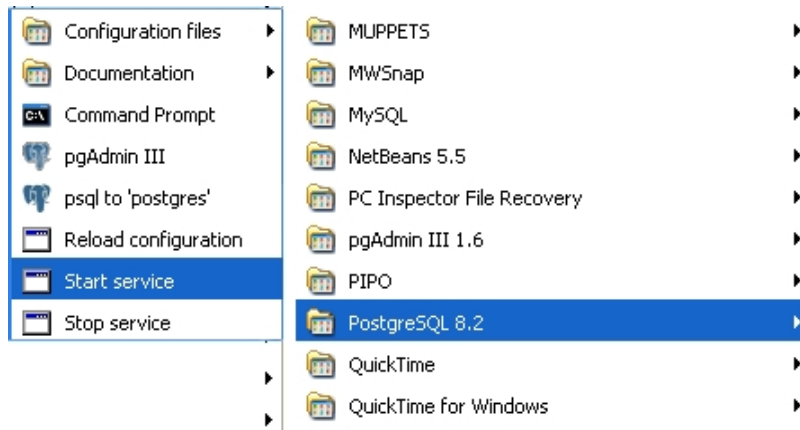 Configuration files
Documentation
Command Prompt
pgAdmin III
psql to 'postgres'
Reload configuration
Start service
Stop service
MUPPETS
MWSnap
MySQL
NetBeans 5.5
PC Inspector File Recovery
pgAdmin III 1.6
PIPO
PostgreSQL 8.2
QuickTime
QuickTime for Windows